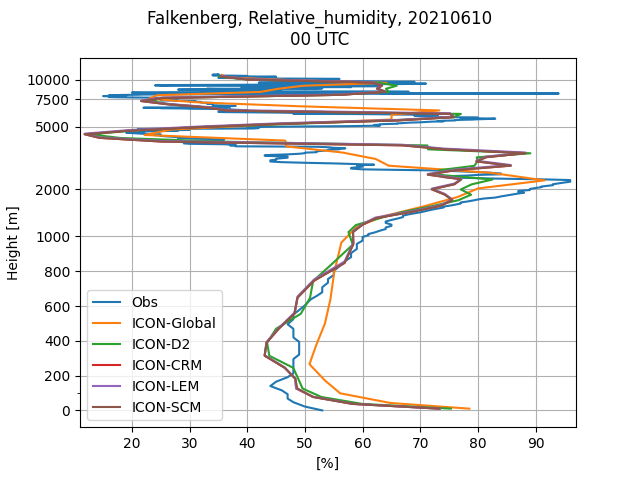 Falkenberg, Relative_humidity, 20210610
00 UTC
Height [m]
10000
7500
5000
2000
1000
800
600
400
200
0
Obs
ICON-Global
ICON-D2
ICON-CRM
ICON-LEM
ICON-SCM
20 30 40 50 60 70 80 90
[%]